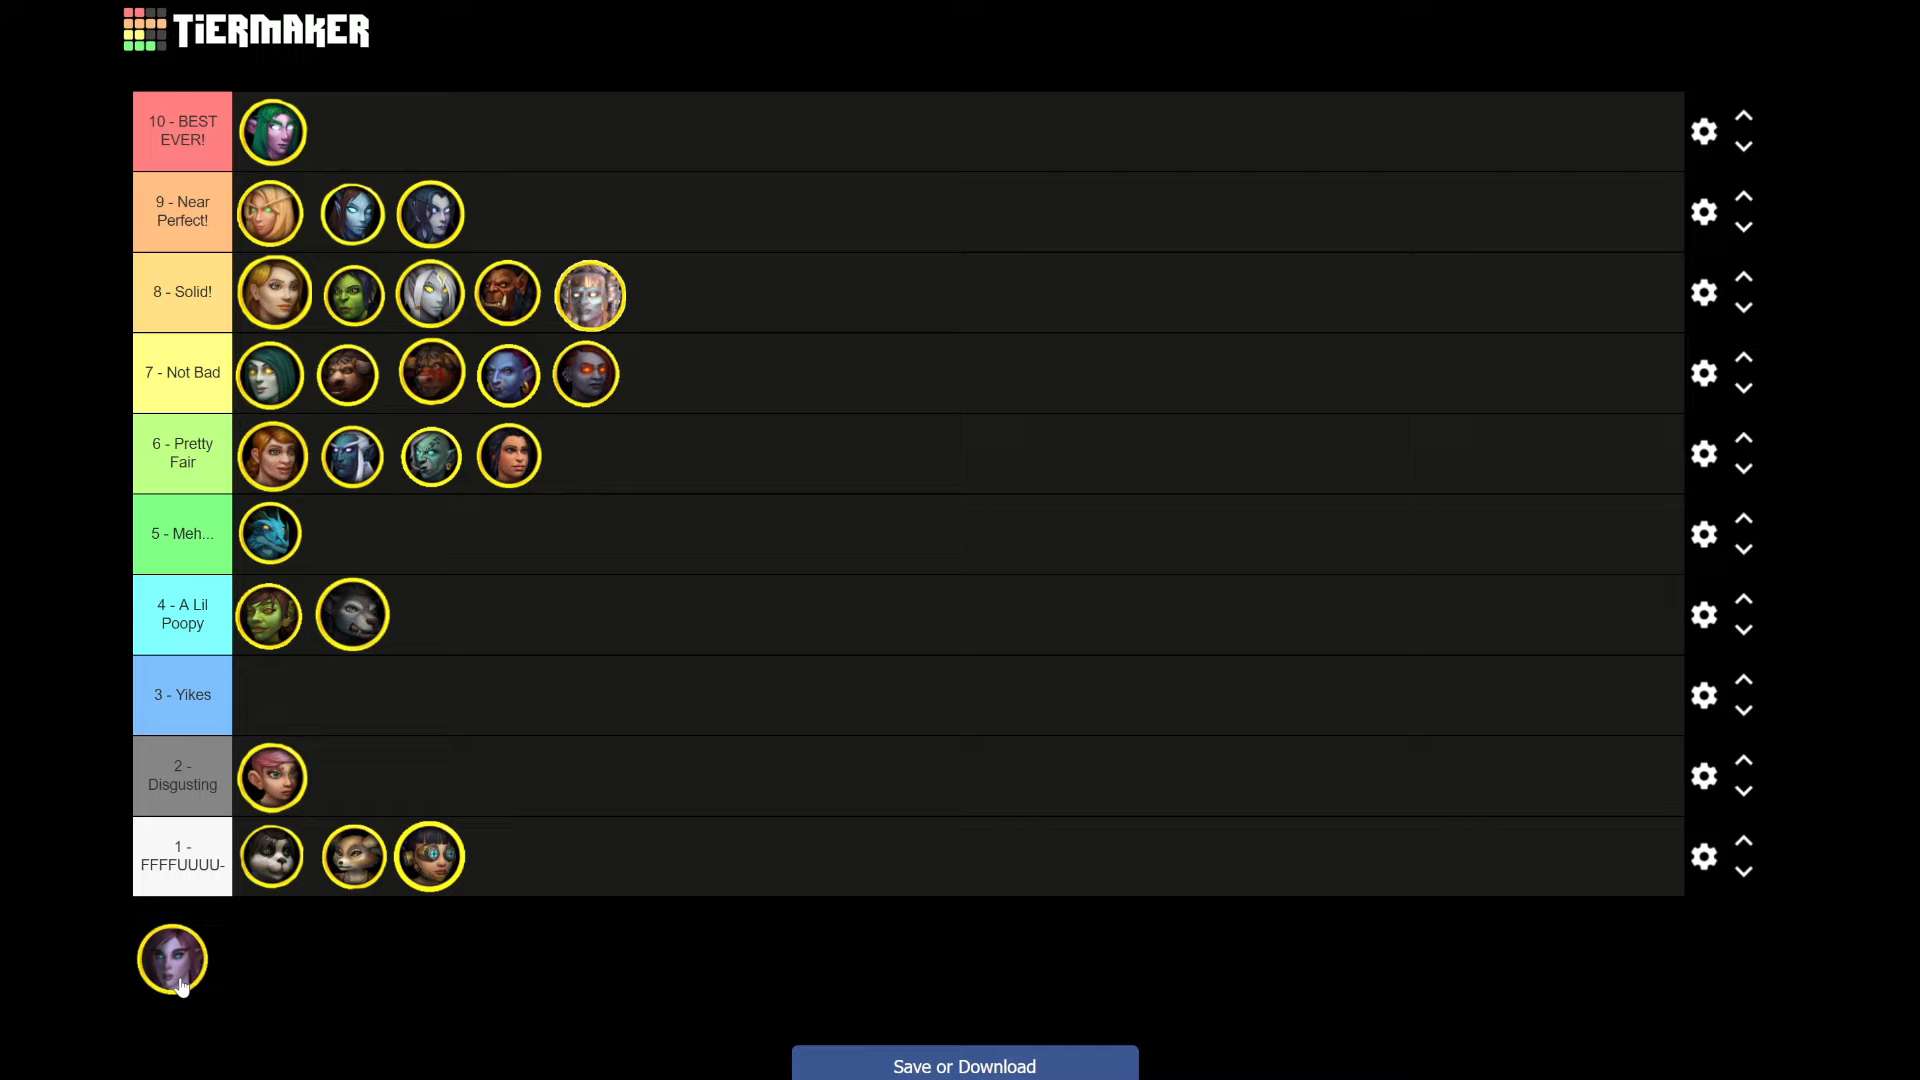 TiERMAKER
10 - BEST
EVER!
9 - Near
Perfect!
8 - Solid!
7 - Not Bad
6 - Pretty
Fair
5 - Meh...
4 - A Lil
Poopy
3 - Yikes
2 -
Disgusting
1 -
FFFFUUUU-
Save or Download